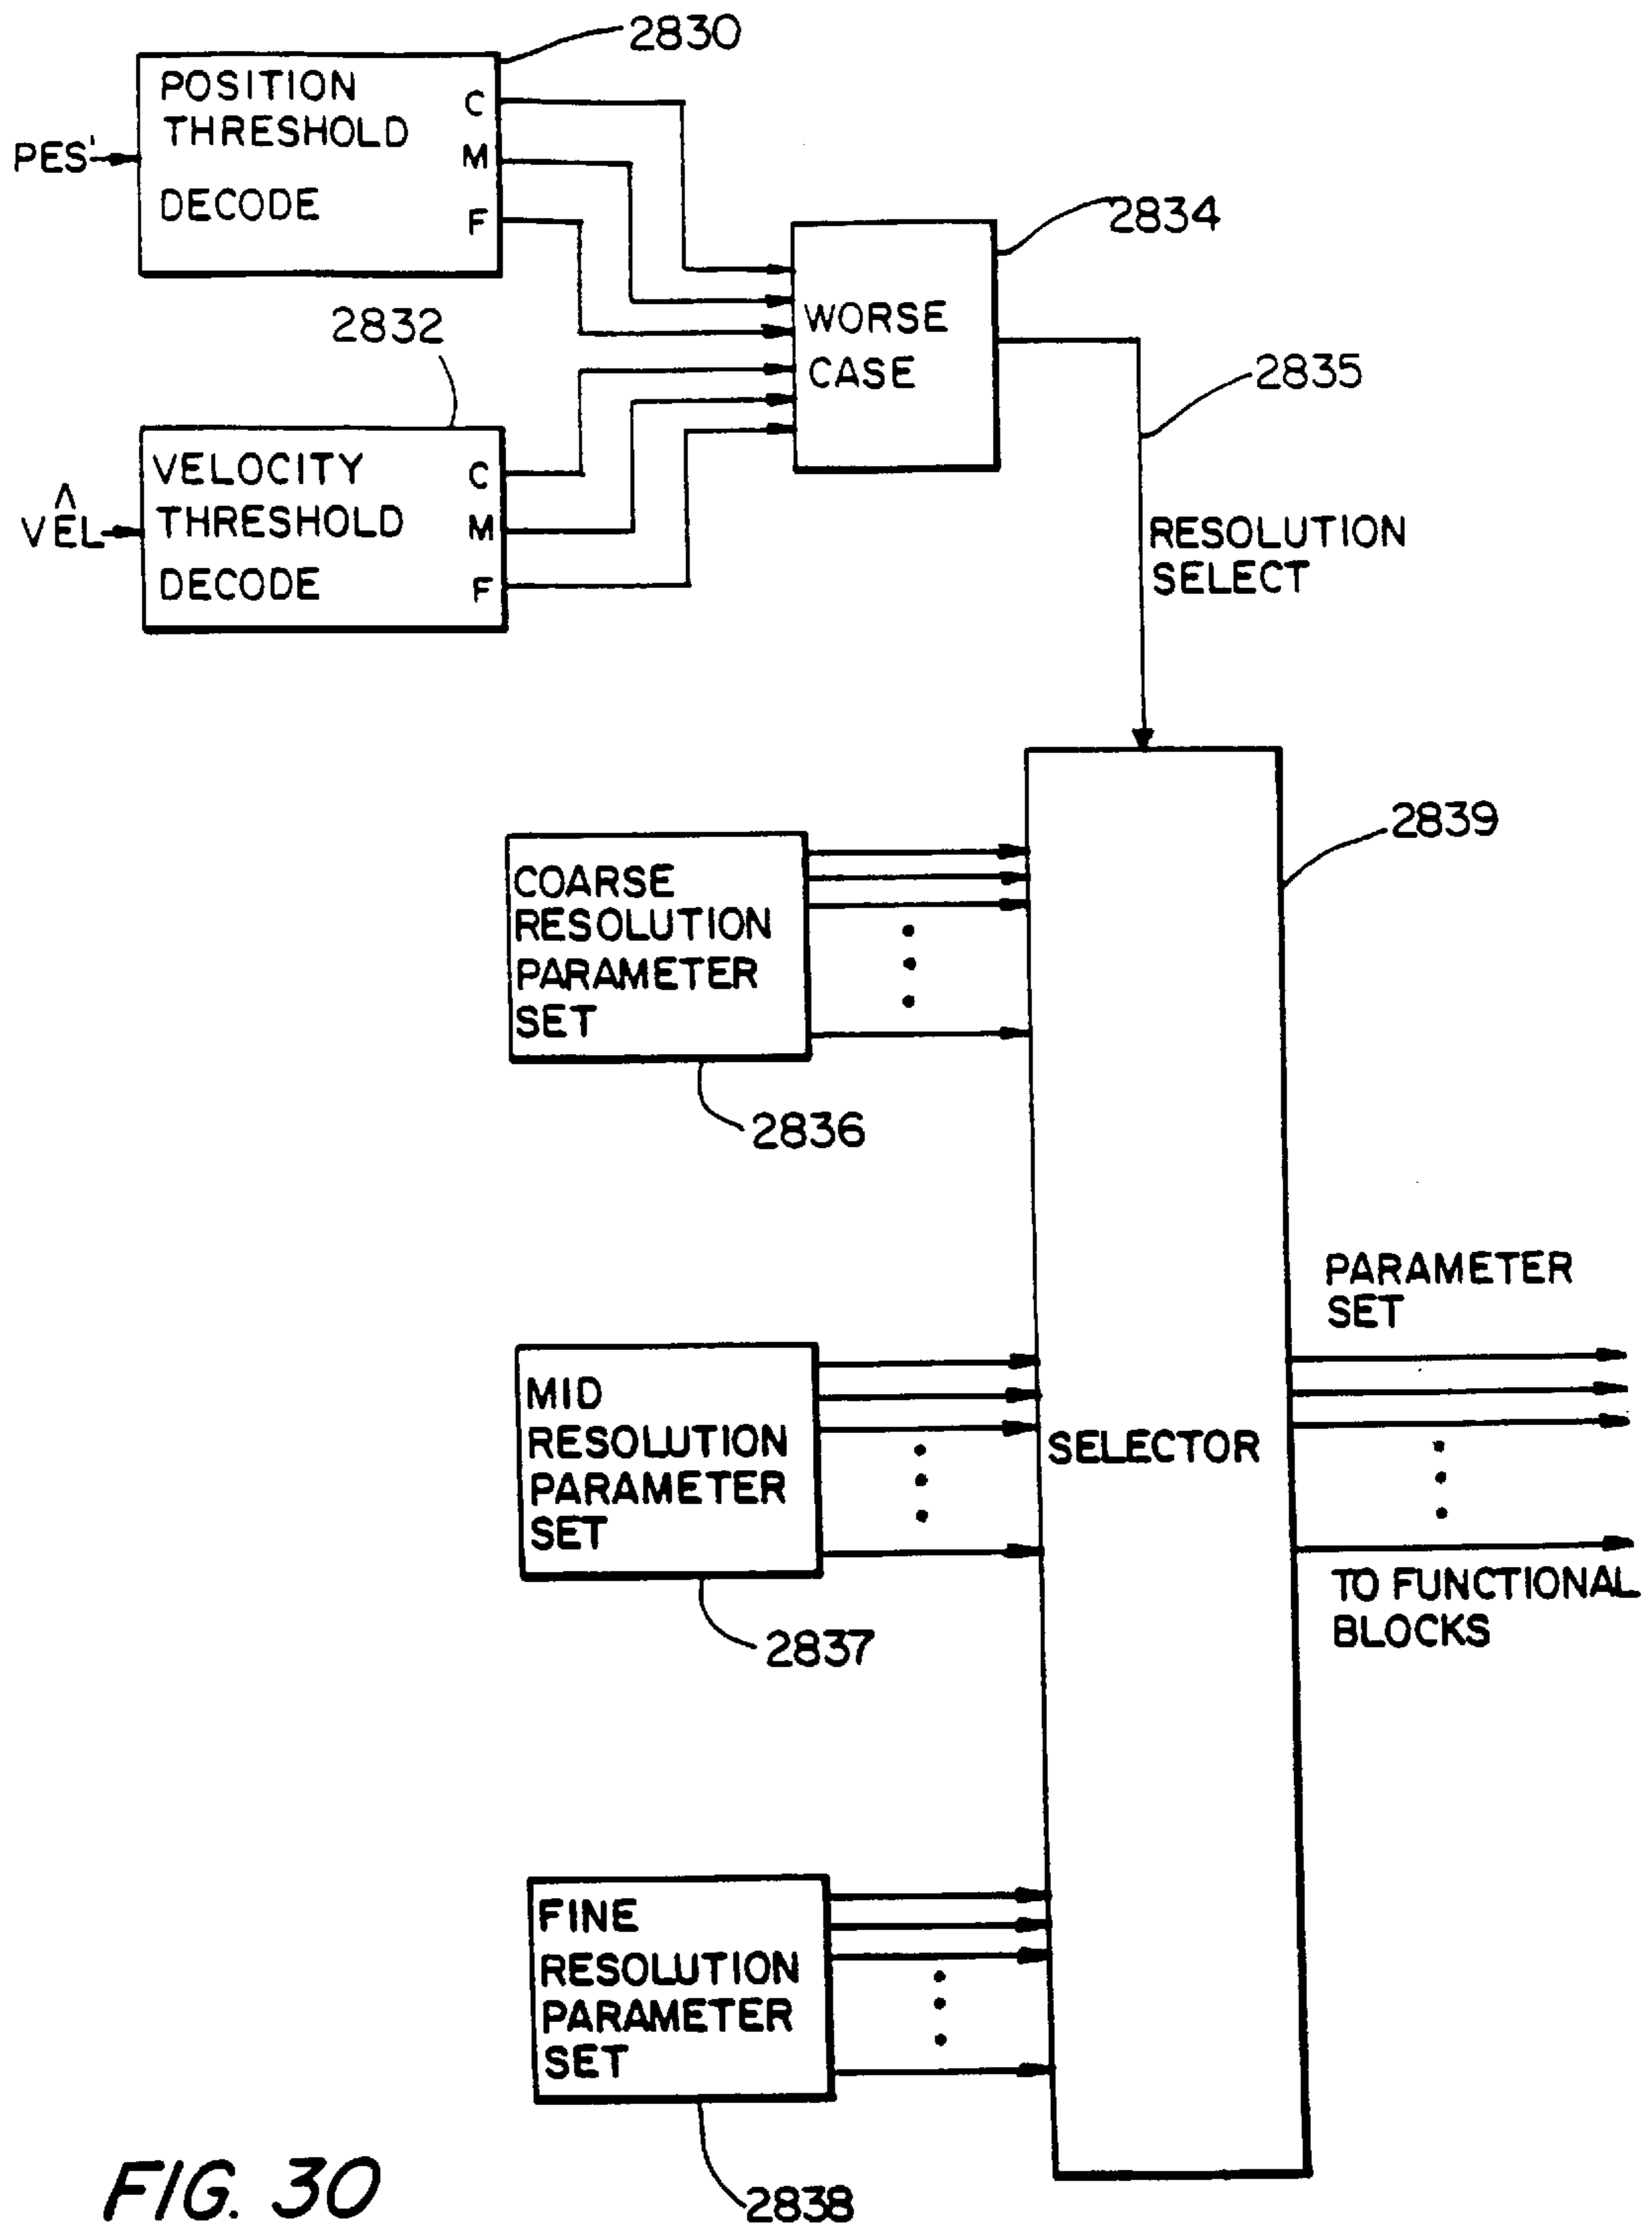 2830
POSITION
THRESHOLD
DECODE
C
M
F
PES'
2834
WORSE
CASE
2832
VELOCITY
THRESHOLD
DECODE
C
M
F
VÊL
2835
RESOLUTION
SELECT
2839
COARSE
RESOLUTION
PARAMETER
SET
2836
PARAMETER
SET
MID
RESOLUTION
PARAMETER
SET
SELECTOR
TO FUNCTIONAL
BLOCKS
2837
FINE
RESOLUTION
PARAMETER
SET
2838
FIG. 30